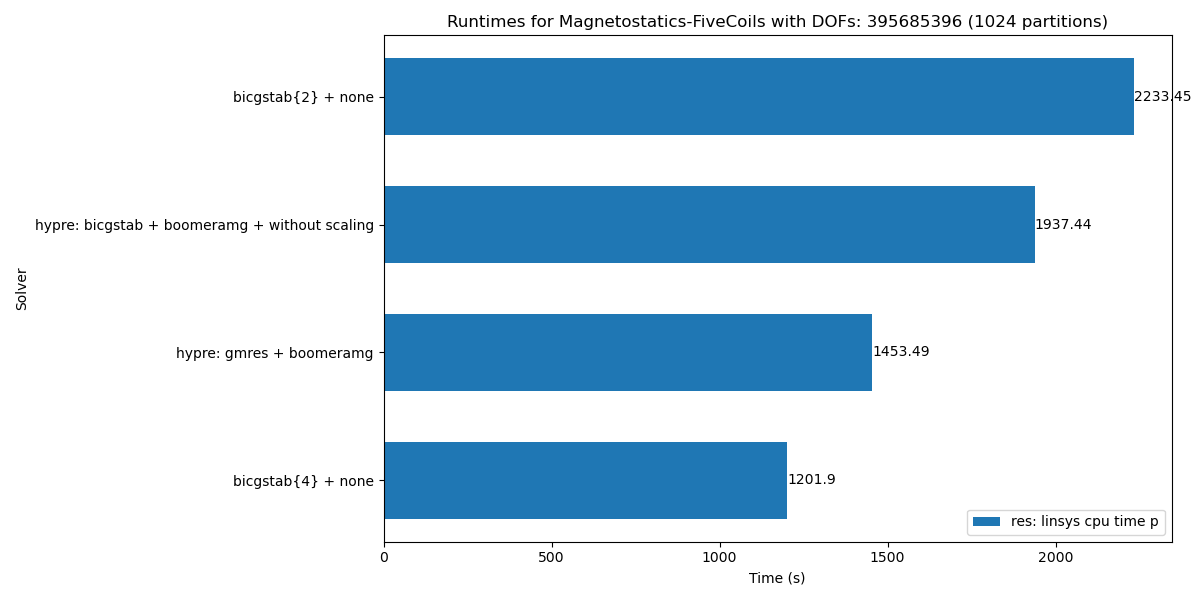 Runtimes for Magnetostatics-FiveCoils with DOFs: 395685396 (1024 partitions)
bicgstab{2} + none
2233.45
hypre: bicgstab + boomeramg + without scaling
1937.44
Solver
hypre: gmres + boomeramg
1453.49
bicgstab{4} + none
1201.9
res: linsys cpu time p
0 500 1000 1500 2000
Time (s)